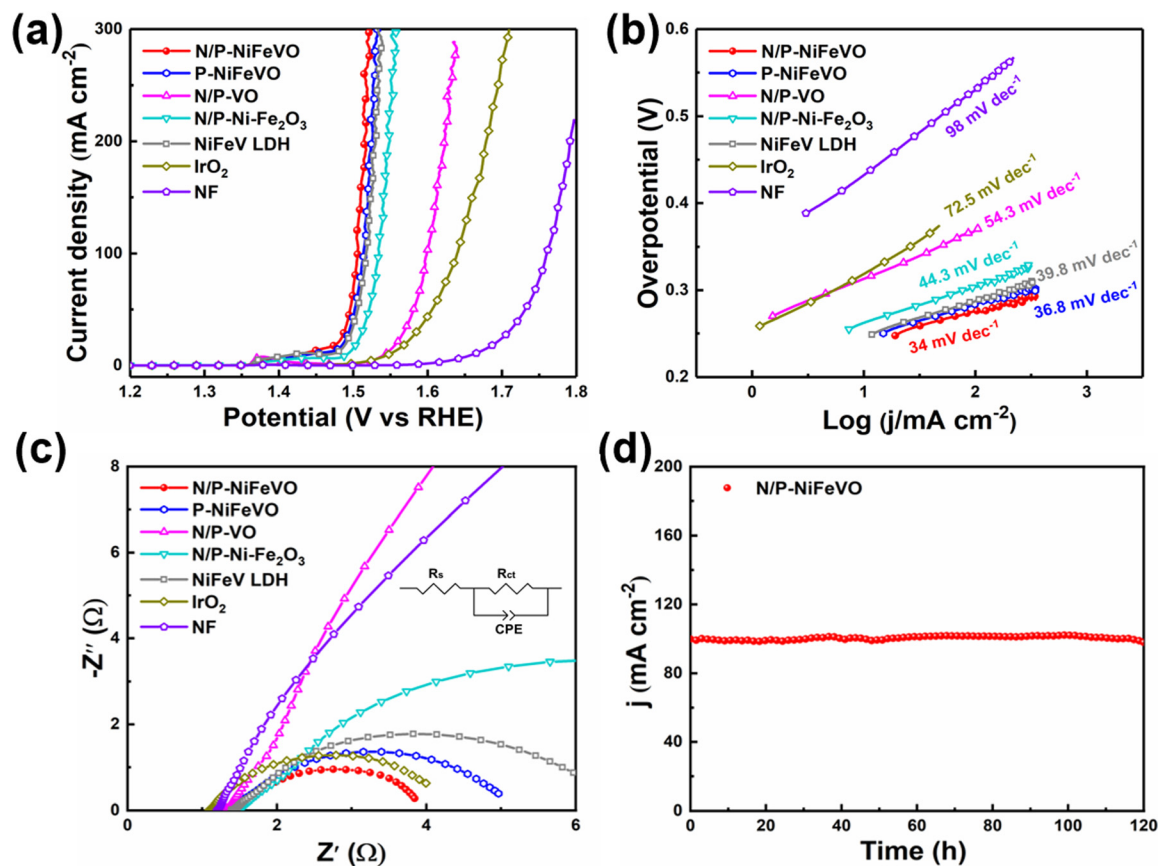 (a)
300
200
100
0
1.2 1.3 1.4 1.5 1.6 1.7 1.8
Current density (mA cm⁻²)
Potential (V vs RHE)
N/P-NiFeVO
P-NiFeVO
N/P-VO
N/P-Ni-Fe₂O₃
NiFeV LDH
IrO₂
NF
(b)
0.6
0.5
0.4
0.3
0.2
0 1 2 3
Overpotential (V)
Log (j/mA cm⁻²)
N/P-NiFeVO
P-NiFeVO
N/P-VO
N/P-Ni-Fe₂O₃
NiFeV LDH
IrO₂
NF
98 mV dec⁻¹
72.5 mV dec⁻¹
54.3 mV dec⁻¹
44.3 mV dec⁻¹
39.8 mV dec⁻¹
36.8 mV dec⁻¹
34 mV dec⁻¹
(c)
8
6
4
2
0
0 2 4 6
-Z'' (Ω)
Z' (Ω)
N/P-NiFeVO
P-NiFeVO
N/P-VO
N/P-Ni-Fe₂O₃
NiFeV LDH
IrO₂
NF
Rs Rct
CPE
(d)
200
160
120
80
40
0
0 20 40 60 80 100 120
j (mA cm⁻²)
Time (h)
N/P-NiFeVO